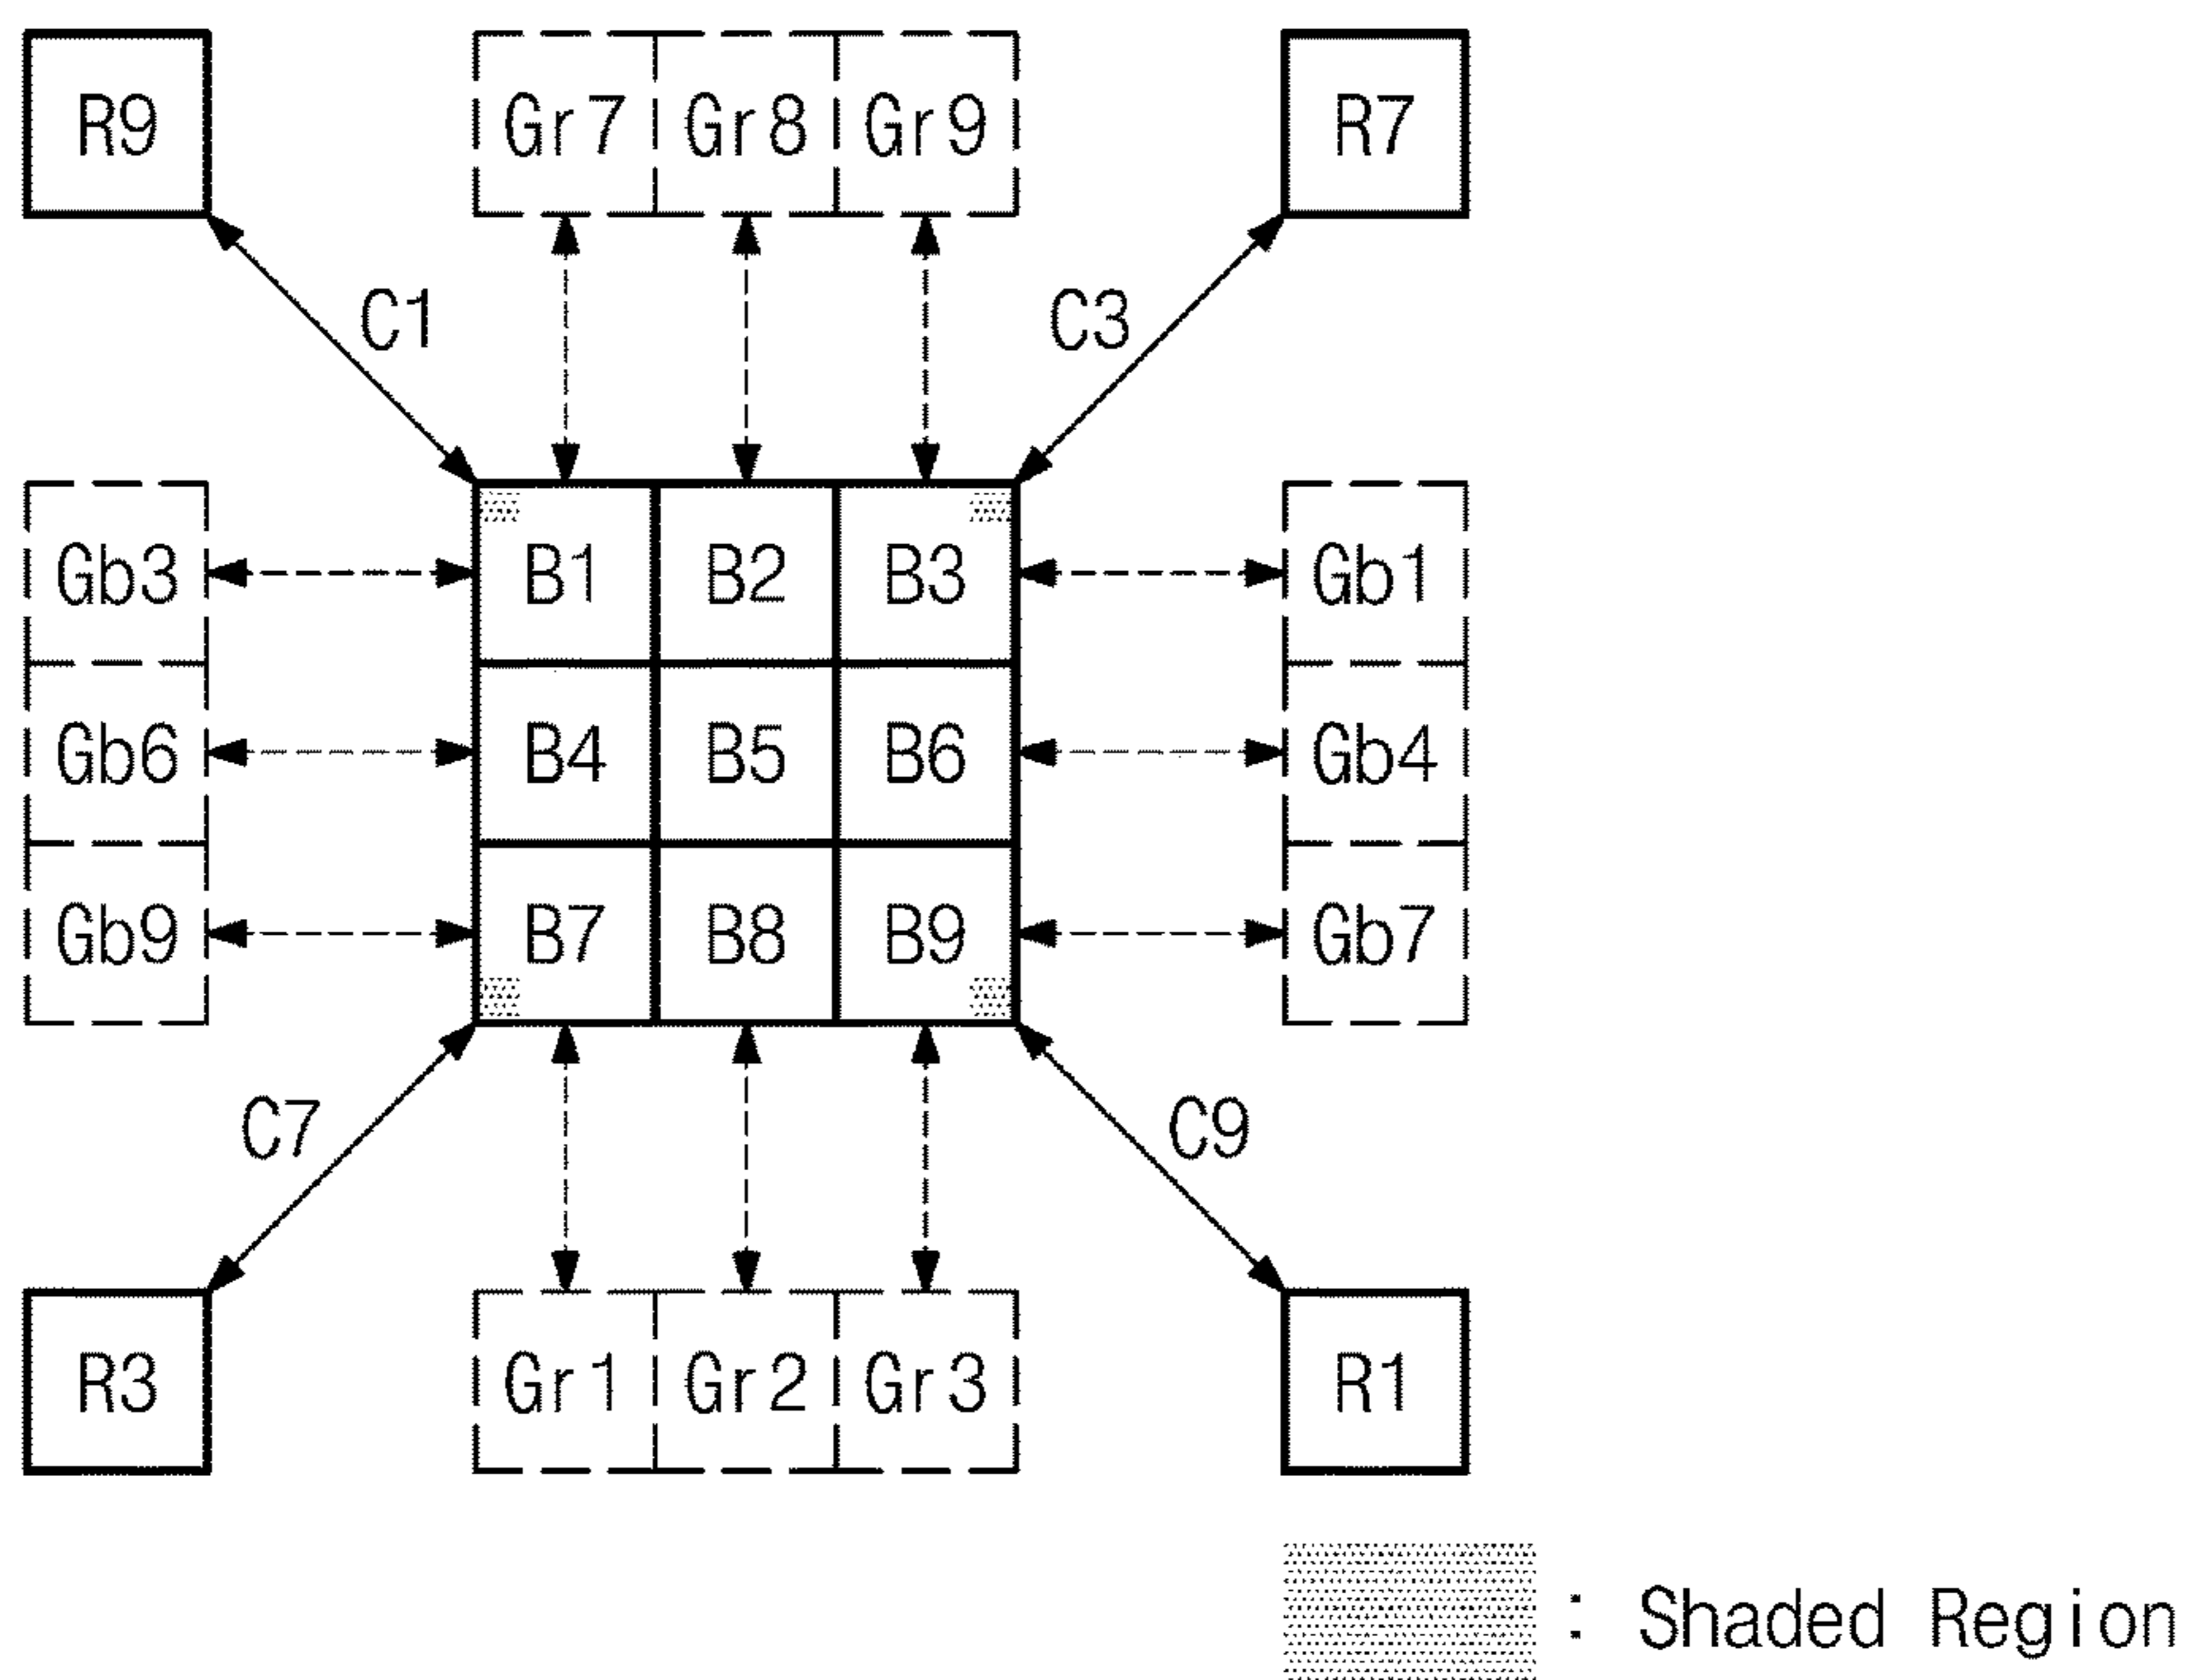 R9 Gr7 Gr8 Gr9 R7
C1 C3
Gb3 B1 B2 B3 Gb1
Gb6 B4 B5 B6 Gb4
Gb9 B7 B8 B9 Gb7
C7 C9
R3 Gr1 Gr2 Gr3 R1
: Shaded Region